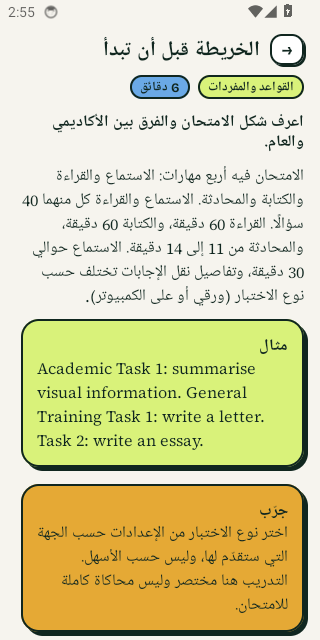 2:55
الخريطة قبل أن تبدأ
القواعد والمفردات
6 دقائق
اعرف شكل الامتحان والفرق بين الأكاديمي
والعام.
الامتحان فيه أربع مهارات: الاستماع والقراءة
والكتابة والمحادثة. الاستماع والقراءة كل منهما 40
سؤالًا. القراءة 60 دقيقة، والكتابة 60 دقيقة،
والمحادثة من 11 إلى 14 دقيقة. الاستماع حوالي
30 دقيقة، وتفاصيل نقل الإجابات تختلف حسب
نوع الاختبار (ورقي أو على الكمبيوتر).
مثال
Academic Task 1: summarise
visual information. General
Training Task 1: write a letter.
Task 2: write an essay.
جرّب
اختر نوع الاختبار من الإعدادات حسب الجهة
التي ستقدّم لها، وليس حسب الأسهل.
التدريب هنا مختصر وليس محاكاة كاملة
للامتحان.